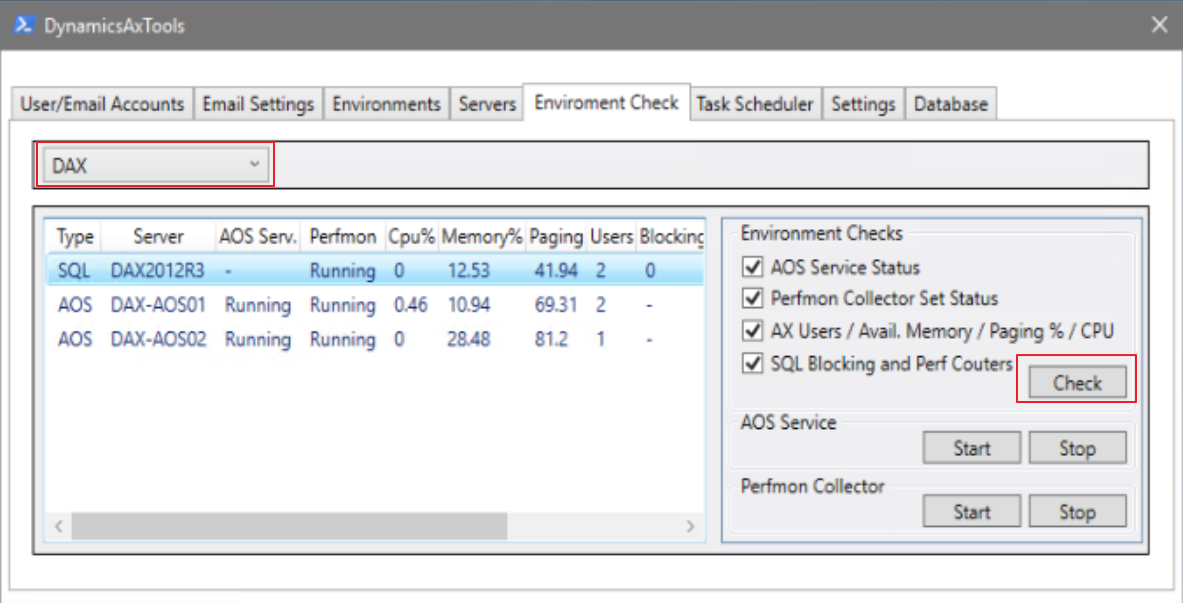 DynamicsAxTools
User/Email Accounts Email Settings Environments Servers Enviroment Check Task Scheduler Settings Database
DAX
Type Server AOS Serv. Perfmon Cpu% Memory% Paging Users Blocking
SQL DAX2012R3 - Running 0 12.53 41.94 2 0
AOS DAX-AOS01 Running Running 0.46 10.94 69.31 2 -
AOS DAX-AOS02 Running Running 0 28.48 81.2 1 -
Environment Checks
AOS Service Status
Perfmon Collector Set Status
AX Users / Avail. Memory / Paging % / CPU
SQL Blocking and Perf Couters
Check
AOS Service
Start Stop
Perfmon Collector
Start Stop